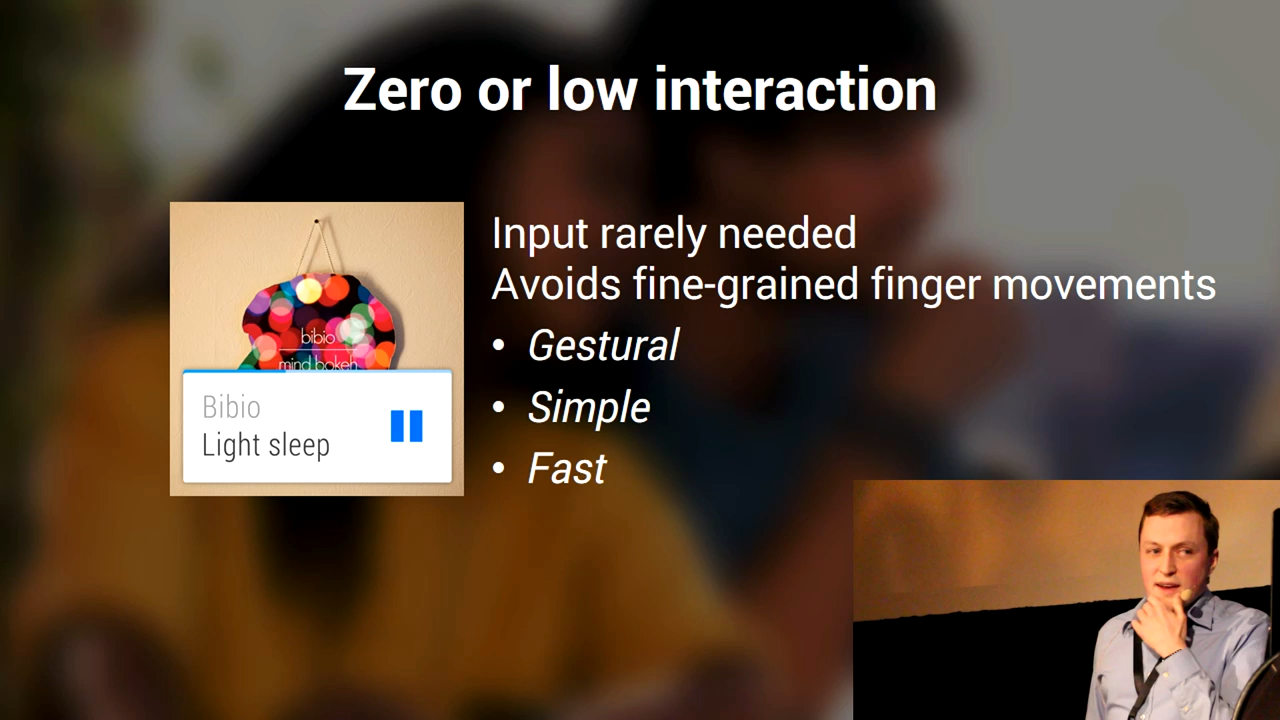 Zero or low interaction
bibio
mind bokeh
Bibio
Light sleep
Input rarely needed
Avoids fine-grained finger movements
• Gestural
• Simple
• Fast